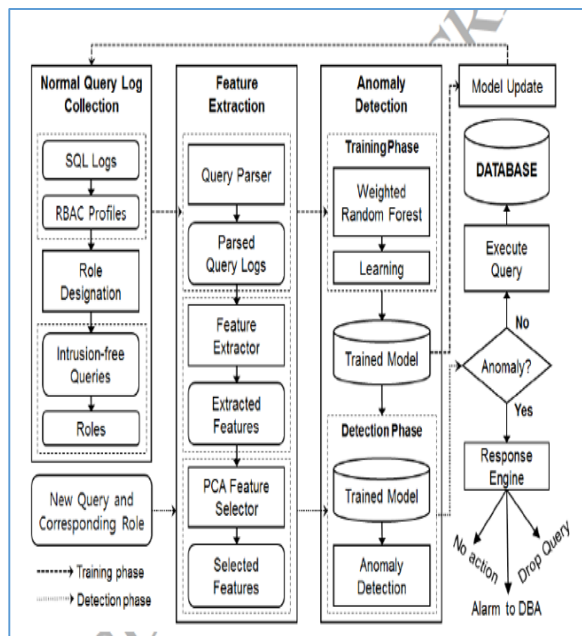 Normal Query Log
Collection
SQL Logs
RBAC Profiles
Role
Designation
Intrusion-free
Queries
Roles
New Query and
Corresponding Role
Training phase
Detection phase
Feature
Extraction
Query Parser
Parsed
Query Logs
Feature
Extractor
Extracted
Features
PCA Feature
Selector
Selected
Features
Anomaly
Detection
TrainingPhase
Weighted
Random Forest
Learning
Trained Model
DetectionPhase
Trained Model
Anomaly
Detection
Model Update
DATABASE
Execute
Query
No
Anomaly?
Yes
Response
Engine
No action
Drop Query
Alarm to DBA